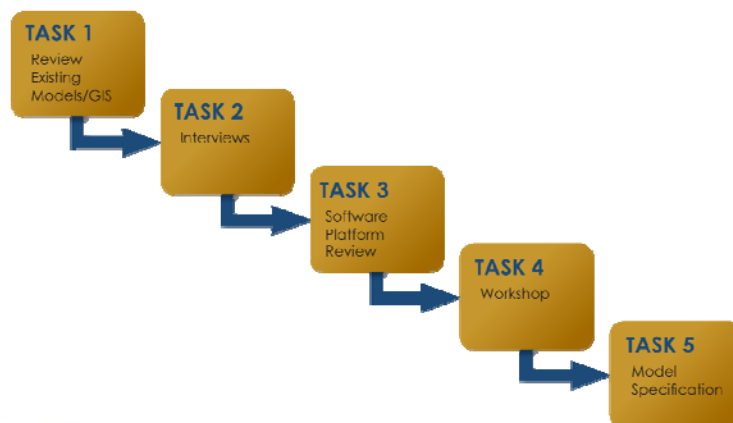 TASK 1
Review
Existing
Models/GIS
TASK 2
Interviews
TASK 3
Software
Platform
Review
TASK 4
Workshop
TASK 5
Model
Specification